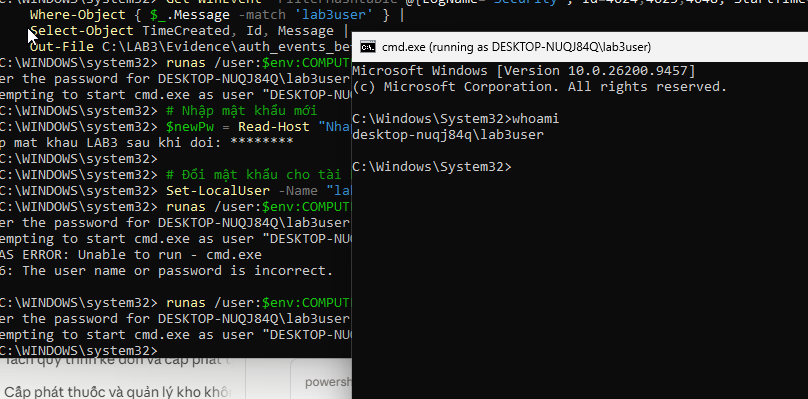 C:\WINDOWS\system32> Get-WinEvent -FilterHashtable @{LogName='Security'; Id=4624,4625,4648; StartTime
Where-Object { $_.Message -match 'lab3user' } |
Select-Object TimeCreated, Id, Message |
Out-File C:\LAB3\Evidence\auth_events_be
C:\WINDOWS\system32> runas /user:$env:COMPUT
er the password for DESKTOP-NUQJ84Q\lab3user
empting to start cmd.exe as user "DESKTOP-NU
C:\WINDOWS\system32> # Nhập mật khẩu mới
C:\WINDOWS\system32> $newPw = Read-Host "Nha
p mat khau LAB3 sau khi doi: ********
C:\WINDOWS\system32>
C:\WINDOWS\system32> # Đổi mật khẩu cho tài
C:\WINDOWS\system32> Set-LocalUser -Name "la
C:\WINDOWS\system32> runas /user:$env:COMPUT
er the password for DESKTOP-NUQJ84Q\lab3user
empting to start cmd.exe as user "DESKTOP-NU
AS ERROR: Unable to run - cmd.exe
6: The user name or password is incorrect.
C:\WINDOWS\system32> runas /user:$env:COMPUT
er the password for DESKTOP-NUQJ84Q\lab3user
empting to start cmd.exe as user "DESKTOP-NU
C:\WINDOWS\system32>
Tách quy trình kê đơn và cấp phát
Cấp phát thuốc và quản lý kho khôn
powersh
cmd.exe (running as DESKTOP-NUQJ84Q\lab3user)
Microsoft Windows [Version 10.0.26200.9457]
(c) Microsoft Corporation. All rights reserved.
C:\Windows\System32>whoami
desktop-nuqj84q\lab3user
C:\Windows\System32>